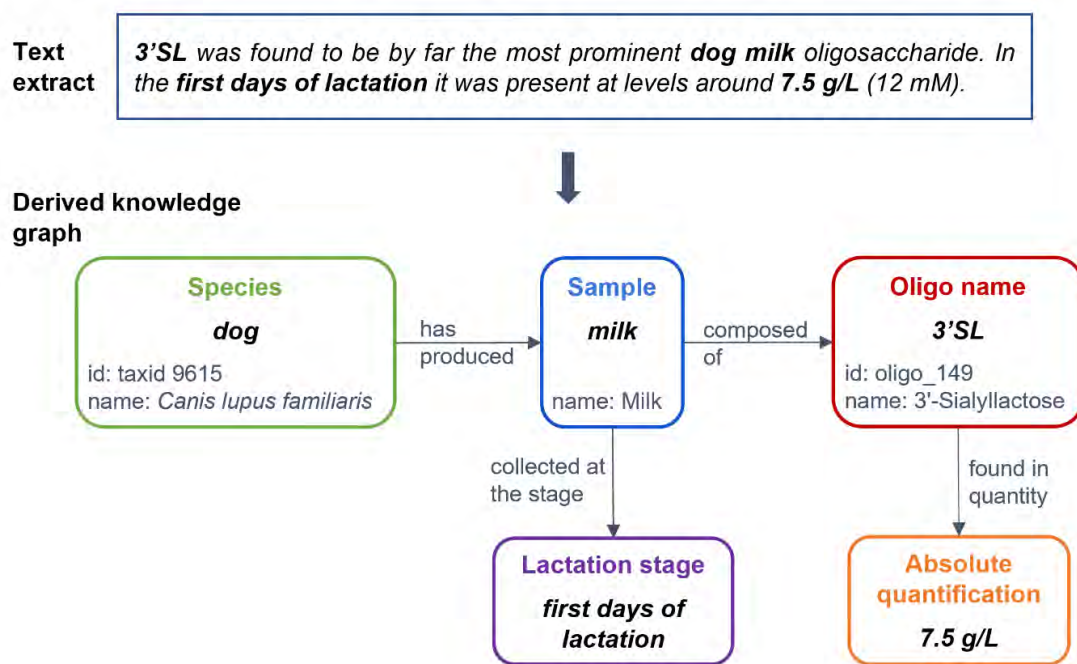 Text
extract
3’SL was found to be by far the most prominent dog milk oligosaccharide. In
the first days of lactation it was present at levels around 7.5 g/L (12 mM).
Derived knowledge
graph
Species
dog
id: taxid 9615
name: Canis lupus familiaris
has
produced
Sample
milk
name: Milk
composed
of
Oligo name
3’SL
id: oligo_149
name: 3'-Sialyllactose
collected at
the stage
found in
quantity
Lactation stage
first days of
lactation
Absolute
quantification
7.5 g/L